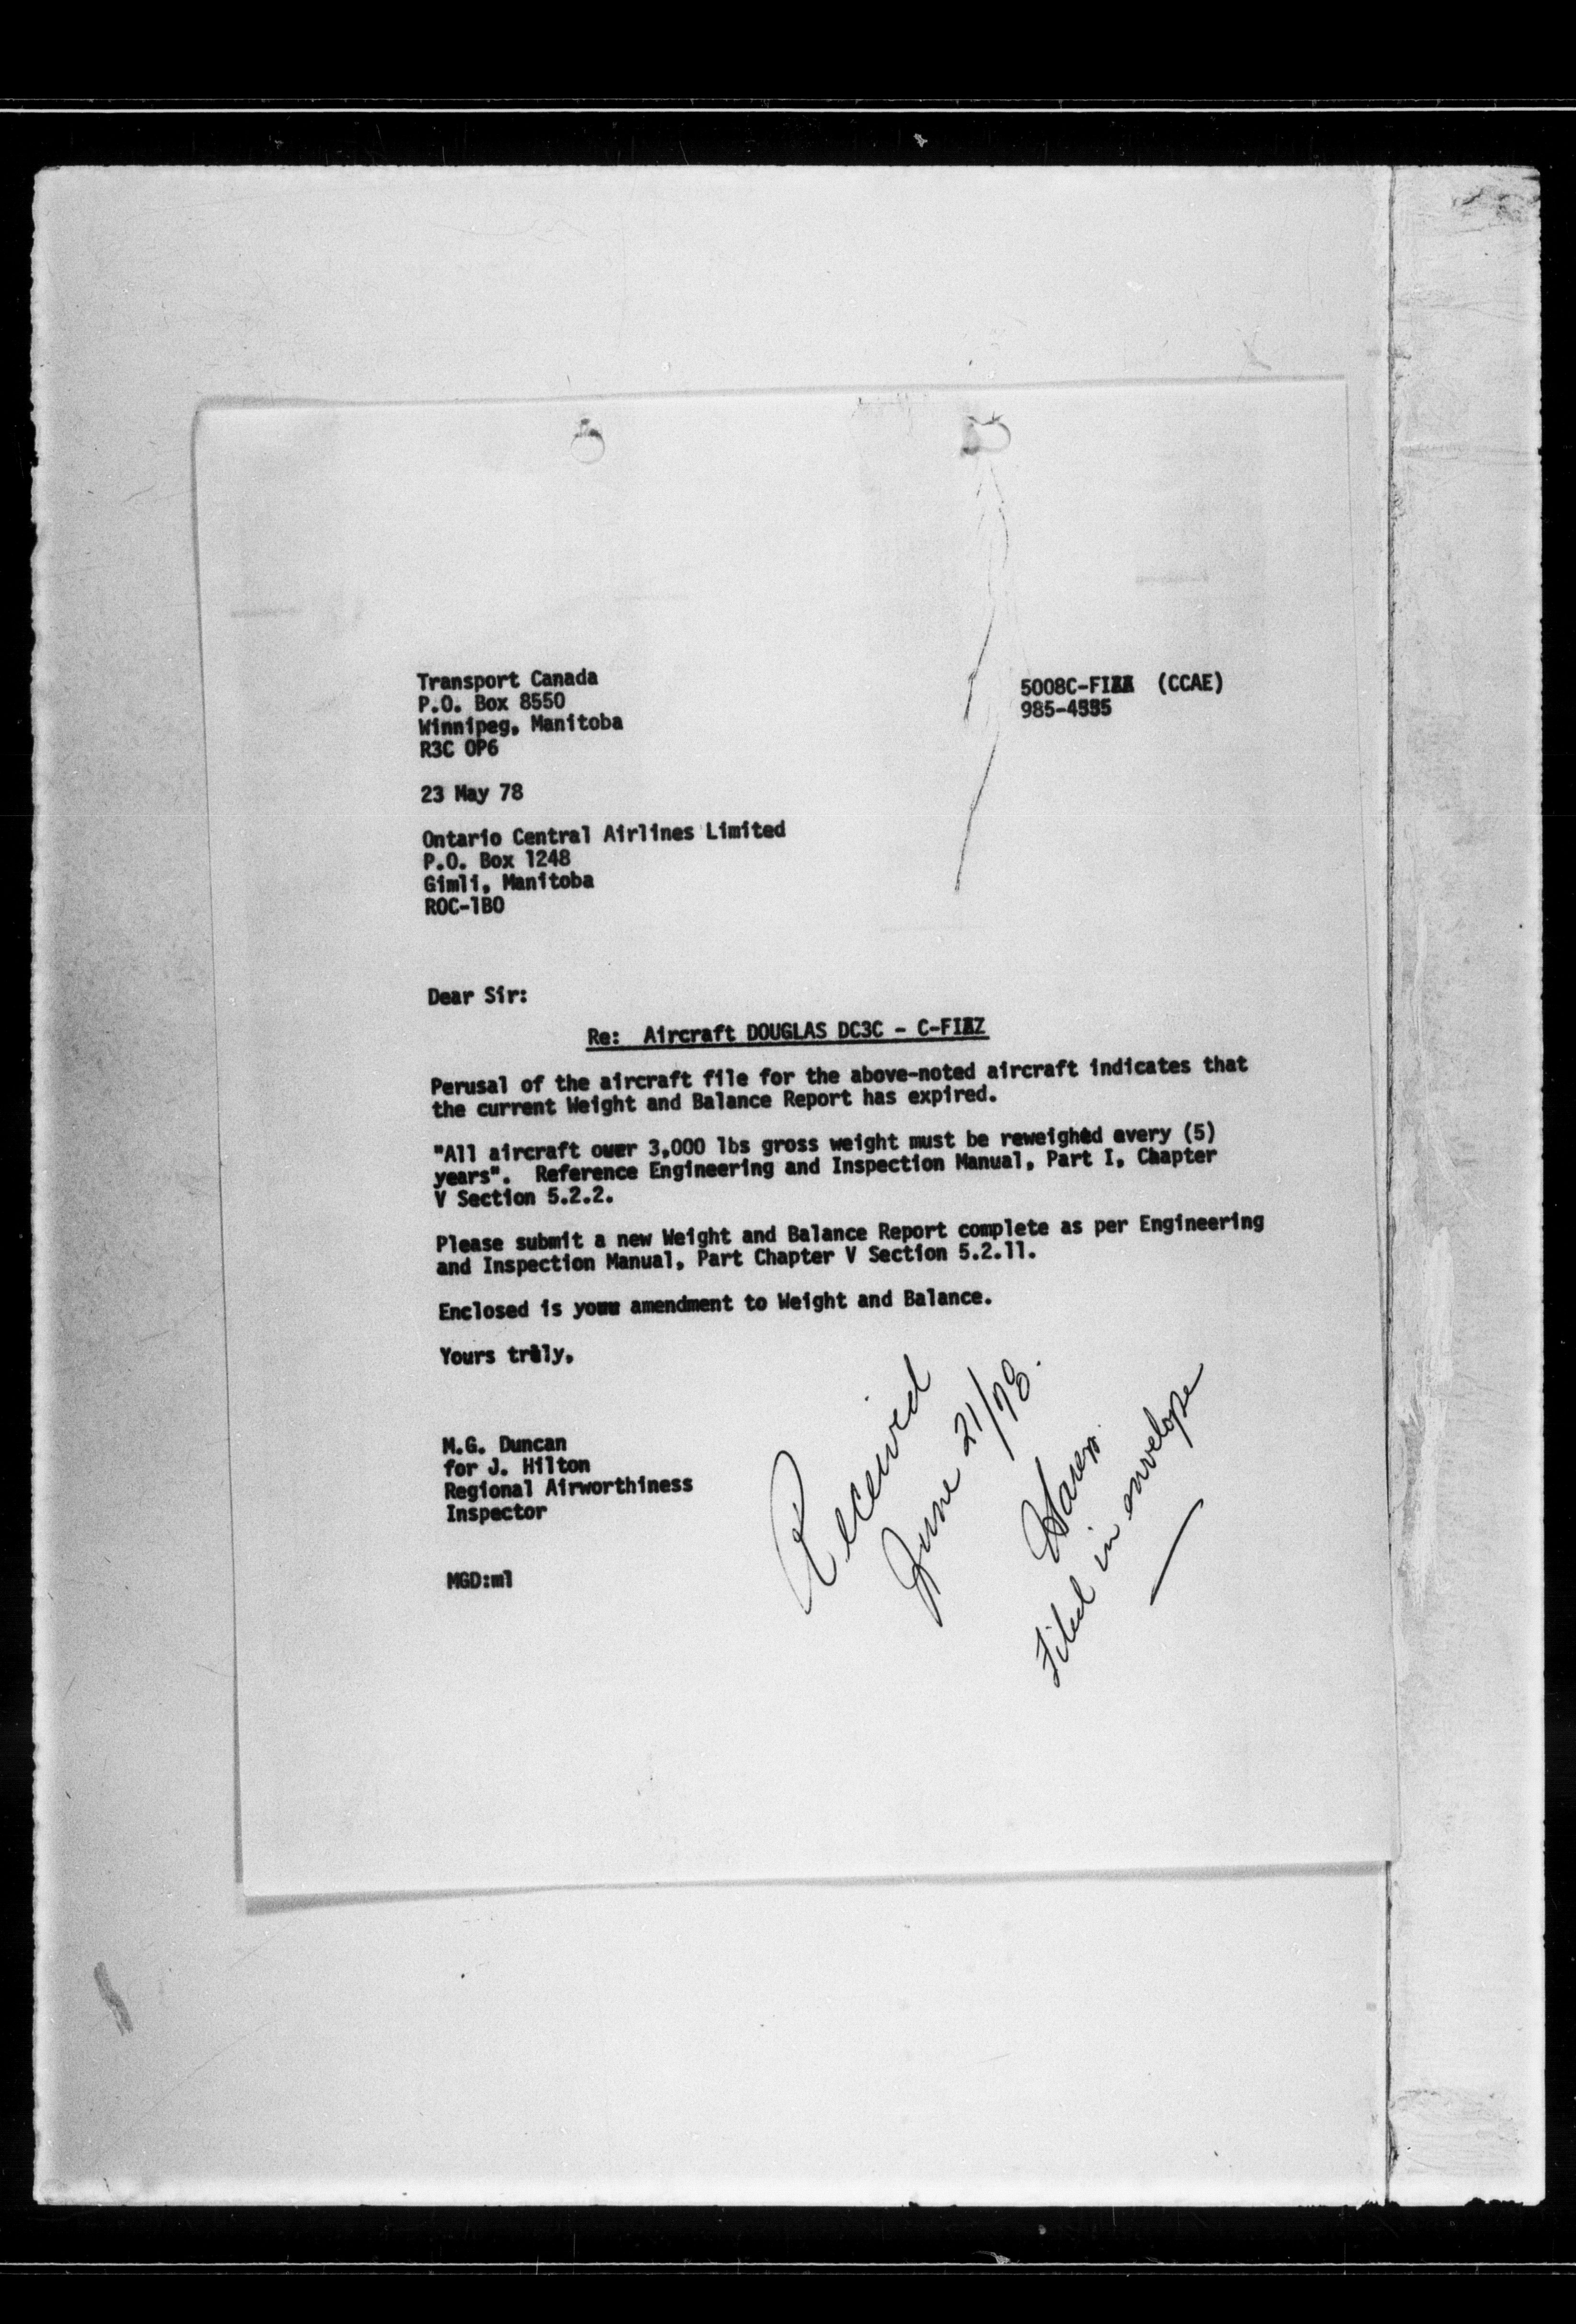 Transport Canada
P.O. Box 8550
Winnipeg, Manitoba
R3C OP6
5008C-FIAZ (CCAE)
985-4335
23 May 78
Ontario Central Airlines Limited
P.O. Box 1248
Gimli, Manitoba
ROC-1BO
Dear Sir:
Re: Aircraft DOUGLAS DC3C - C-FIAZ
Perusal of the aircraft file for the above-noted aircraft indicates that
the current Weight and Balance Report has expired.
"All aircraft over 3,000 lbs gross weight must be reweighed every (5)
years". Reference Engineering and Inspection Manual, Part I, Chapter
V Section 5.2.2.
Please submit a new Weight and Balance Report complete as per Engineering
and Inspection Manual, Part Chapter V Section 5.2.11.
Enclosed is your amendment to Weight and Balance.
Yours truly,
M.G. Duncan
for J. Hilton
Regional Airworthiness
Inspector
MGD:ml
Received
June 21/78.
Filed in envelope